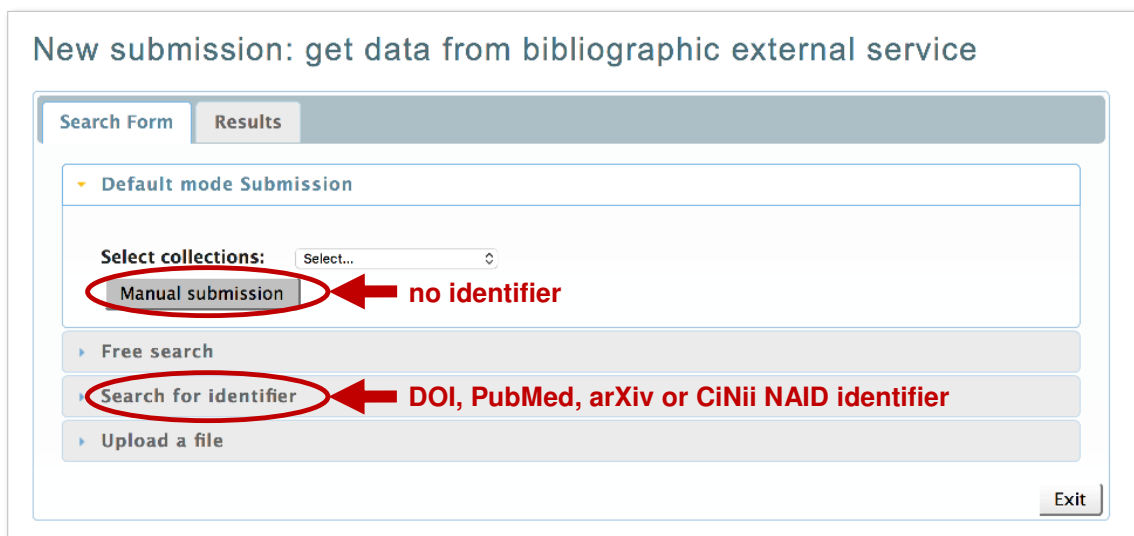 New submission: get data from bibliographic external service
Search Form Results
Default mode Submission
Select collections: Select...
Manual submission no identifier
Free search
Search for identifier DOI, PubMed, arXiv or CiNii NAID identifier
Upload a file
Exit